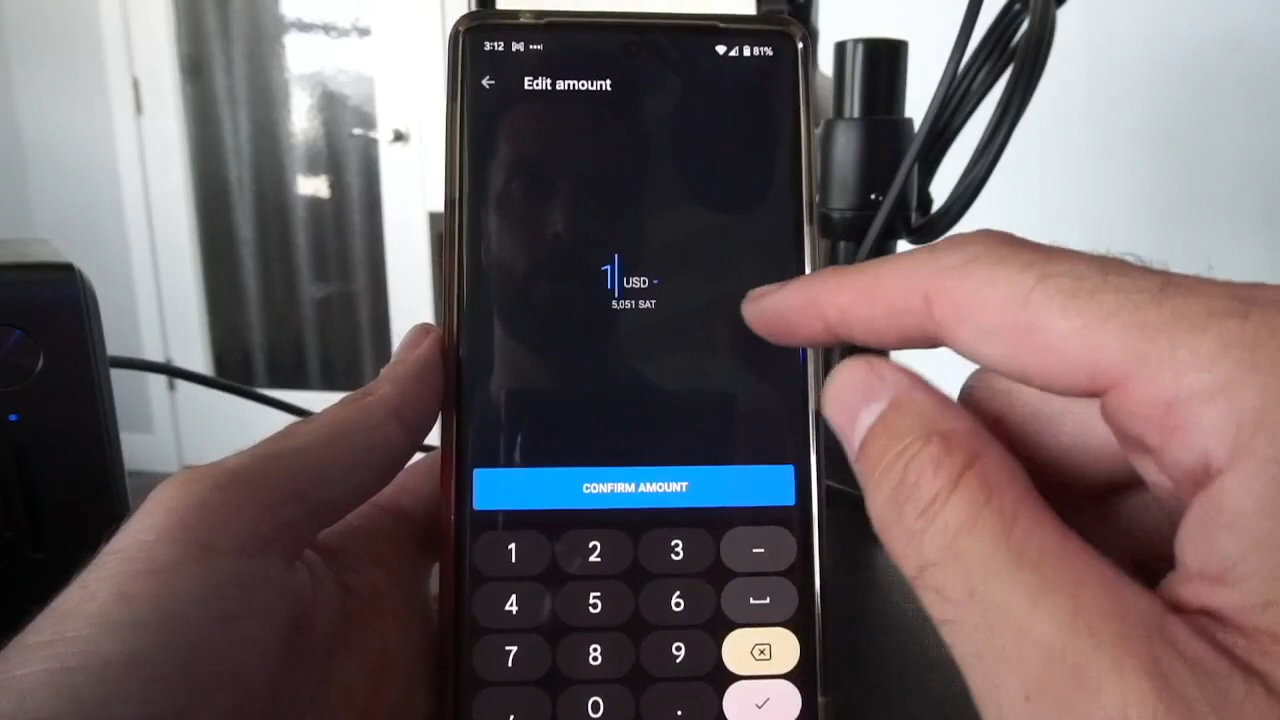 3:12 81%
Edit amount
1 USD
5,051 SAT
CONFIRM AMOUNT
1 2 3 -
4 5 6
7 8 9
, 0 .